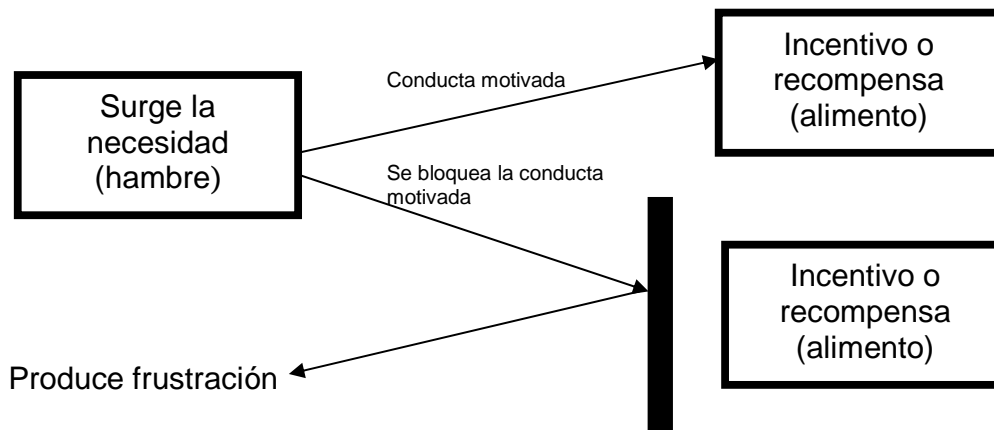 Surge la
necesidad
(hambre)
Conducta motivada
Incentivo o
recompensa
(alimento)
Se bloquea la conducta
motivada
Incentivo o
recompensa
(alimento)
Produce frustración